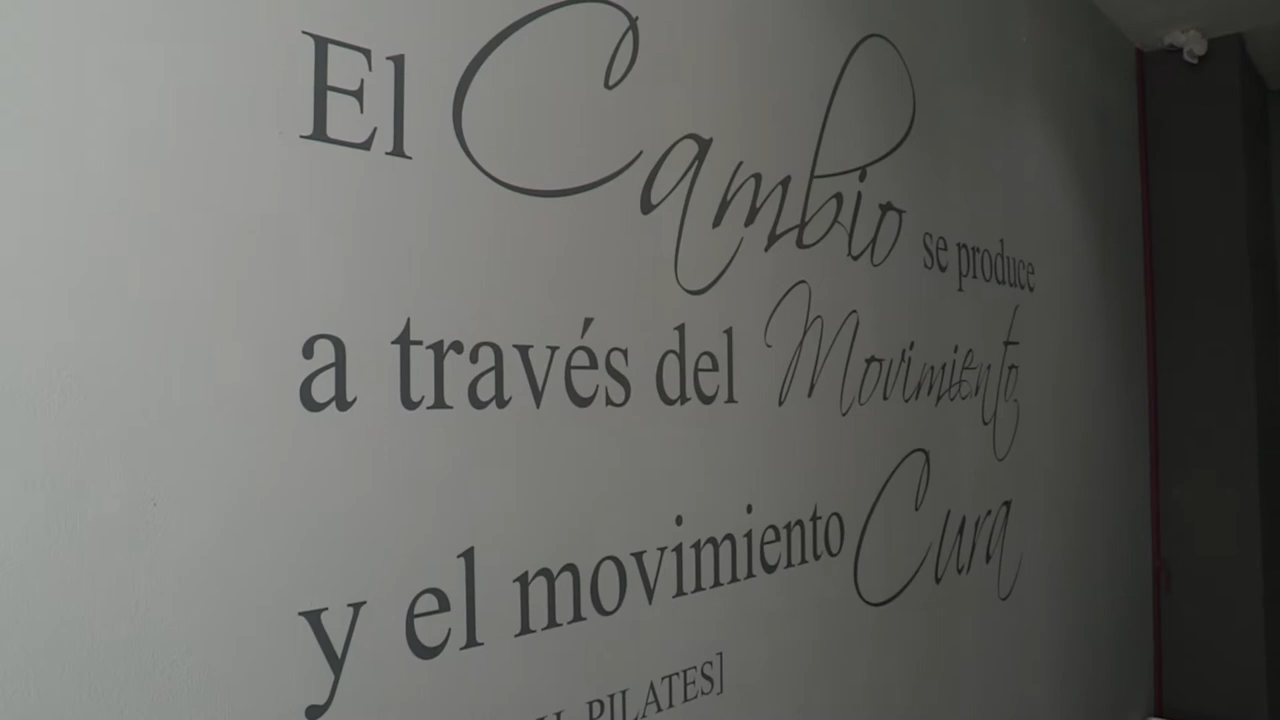 El Cambio se produce
a través del Movimiento
y el movimiento Cura
PILATES]